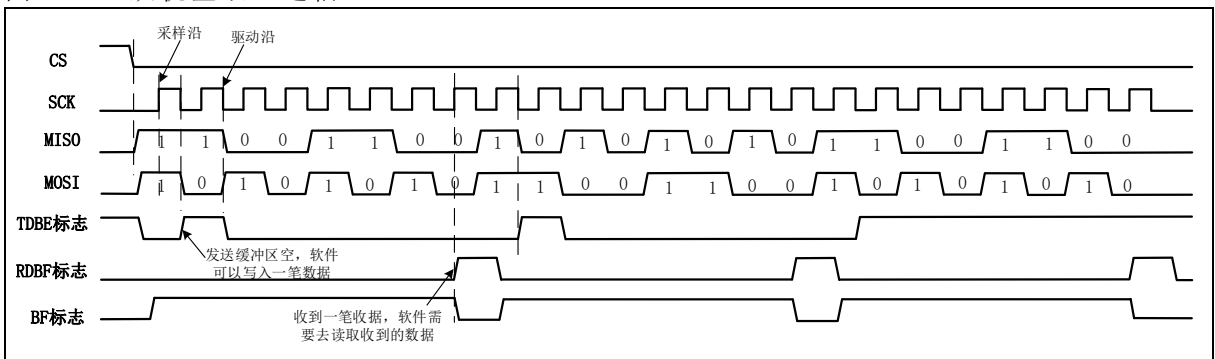 采样沿
驱动沿
CS
SCK
MISO 1 1 0 0 1 1 0 0 1 0 1 0 1 0 1 0 1 1 0 0 1 1 0 0
MOSI 1 0 1 0 1 0 1 0 1 1 0 0 1 1 0 0 1 0 1 0 1 0 1 0
TDBE标志
发送缓冲区空，软件
可以写入一笔数据
RDBF标志
BF标志
收到一笔收据，软件需
要去读取收到的数据